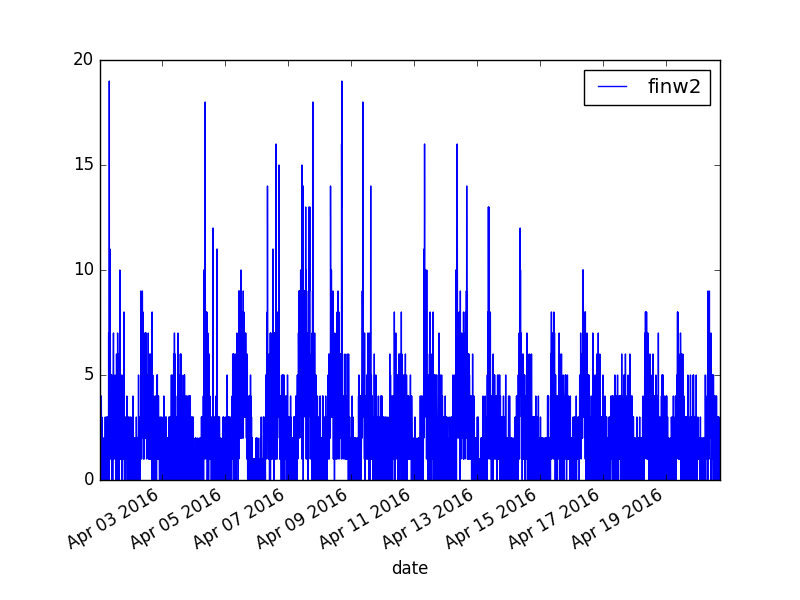 20
finw2
15
10
5
0
Apr 03 2016
Apr 05 2016
Apr 07 2016
Apr 09 2016
Apr 11 2016
Apr 13 2016
Apr 15 2016
Apr 17 2016
Apr 19 2016
date